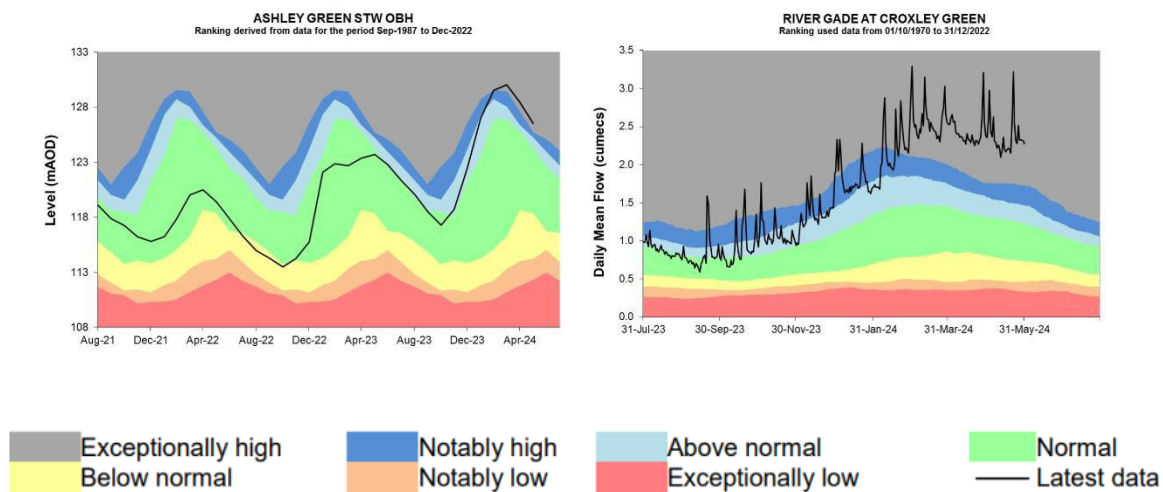 ASHLEY GREEN STW OBH
Ranking derived from data for the period Sep-1987 to Dec-2022
133
128
123
118
113
108
Level (mAOD)
Aug-21
Dec-21
Apr-22
Aug-22
Dec-22
Apr-23
Aug-23
Dec-23
Apr-24
RIVER GADE AT CROXLEY GREEN
Ranking used data from 01/10/1970 to 31/12/2022
3.5
3.0
2.5
2.0
1.5
1.0
0.5
0.0
Daily Mean Flow (cumecs)
31-Jul-23
30-Sep-23
30-Nov-23
31-Jan-24
31-Mar-24
31-May-24
Exceptionally high
Notably high
Above normal
Normal
Below normal
Notably low
Exceptionally low
Latest data